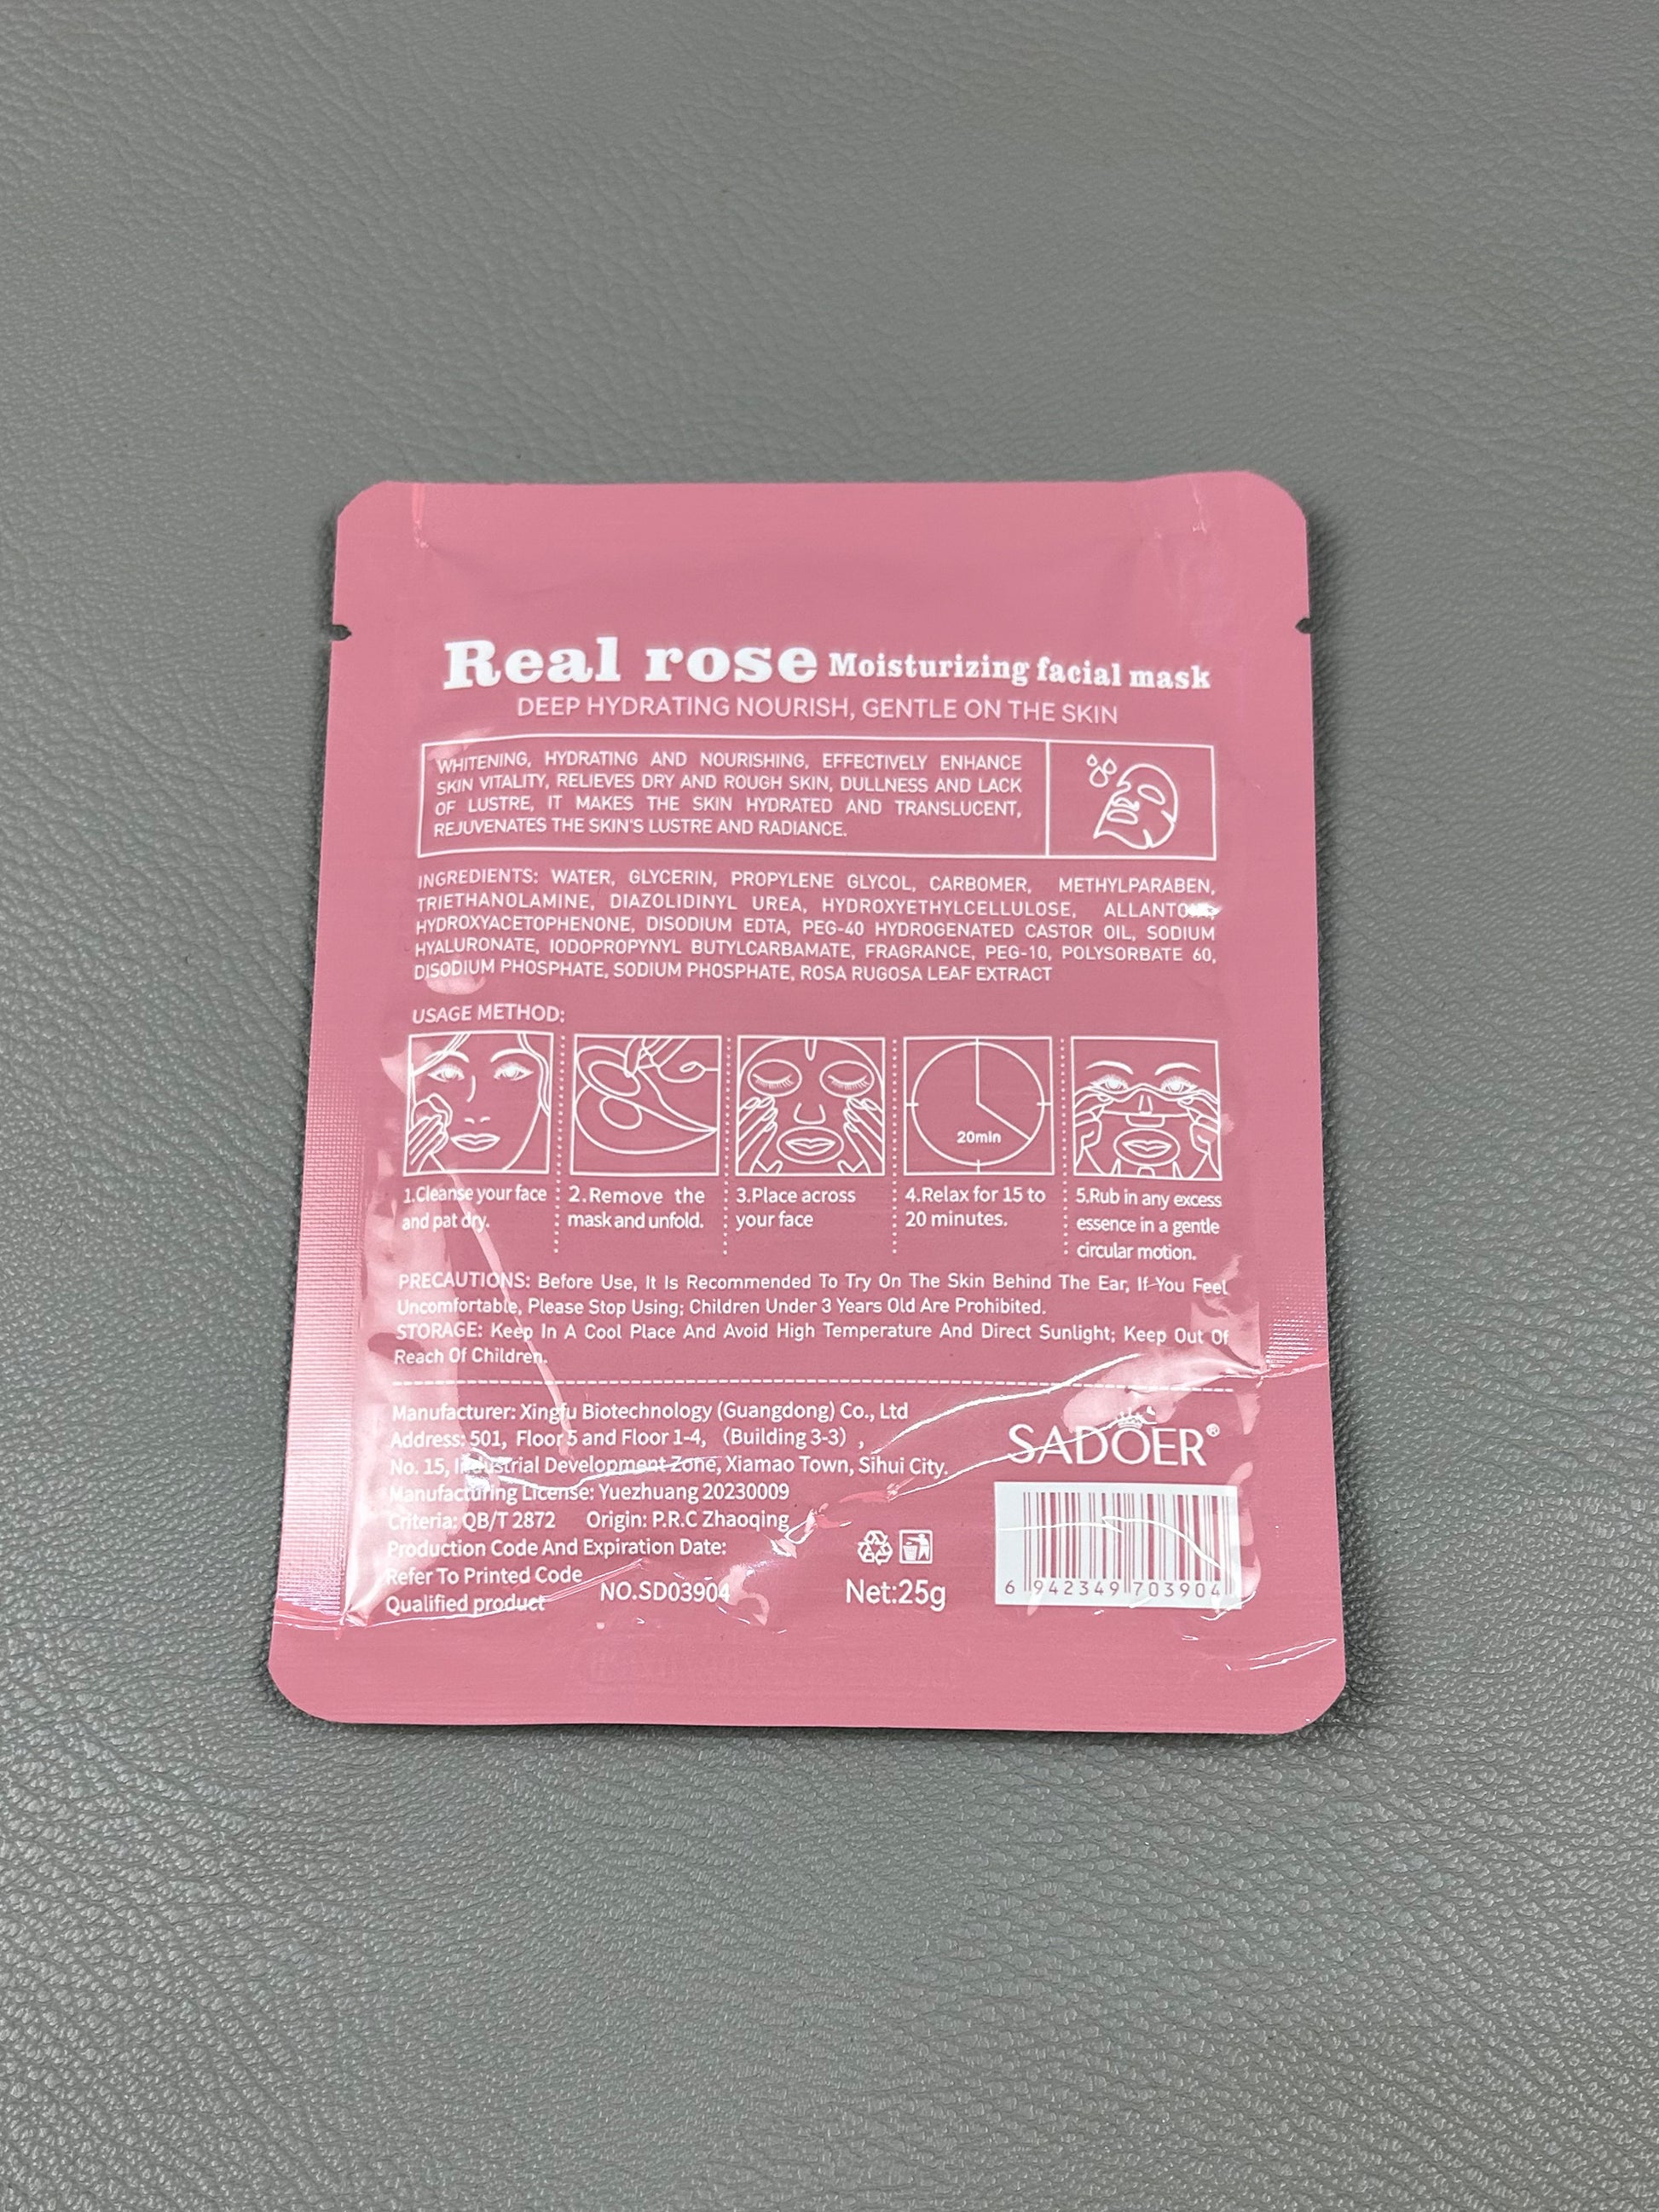 Real rose Moisturizing facial mask
DEEP HYDRATING NOURISH, GENTLE ON THE SKIN
WHITENING, HYDRATING AND NOURISHING, EFFECTIVELY ENHANCE
SKIN VITALITY, RELIEVES DRY AND ROUGH SKIN, DULLNESS AND LACK
OF LUSTRE, IT MAKES THE SKIN HYDRATED AND TRANSLUCENT,
REJUVENATES THE SKIN'S LUSTRE AND RADIANCE.
INGREDIENTS: WATER, GLYCERIN, PROPYLENE GLYCOL, CARBOMER, METHYLPARABEN,
TRIETHANOLAMINE, DIAZOLIDINYL UREA, HYDROXYETHYLCELLULOSE,
HYDROXYACETOPHENONE, DISODIUM EDTA, PEG-40 HYDROGENATED CASTOR OIL, SODIUM
HYALURONATE, IODOPROPYNYL BUTYLCARBAMATE, FRAGRANCE, PEG-10, POLYSORBATE 60,
DISODIUM PHOSPHATE, SODIUM PHOSPHATE, ROSA RUGOSA LEAF EXTRACT
USAGE METHOD:
20min
1.Cleanse your face
and pat dry.
2.Remove the
mask and unfold.
3.Place across
your face
4.Relax for 15 to
20 minutes.
5.Rub in any excess
essence in a gentle
circular motion.
PRECAUTIONS: Before Use, It Is Recommended To Try On The Skin Behind The Ear, If You Feel
Uncomfortable, Please Stop Using; Children Under 3 Years Old Are Prohibited.
STORAGE: Keep In A Cool Place And Avoid High Temperature And Direct Sunlight; Keep Out Of
Reach Of Children.
Manufacturer: Xingfu Biotechnology (Guangdong) Co., Ltd
Address: 501, Floor 5 and Floor 1-4, （Building 3-3）,
No. 15, Industrial Development Zone, Xiamao Town, Sihui City.
Manufacturing License: Yuezhuang 20230009
Criteria: QB/T 2872 Origin: P.R.C Zhaoqing
Production Code And Expiration Date:
Refer To Printed Code
Qualified product NO.SD03904
Net:25g
SADOER®
6 942349 703904